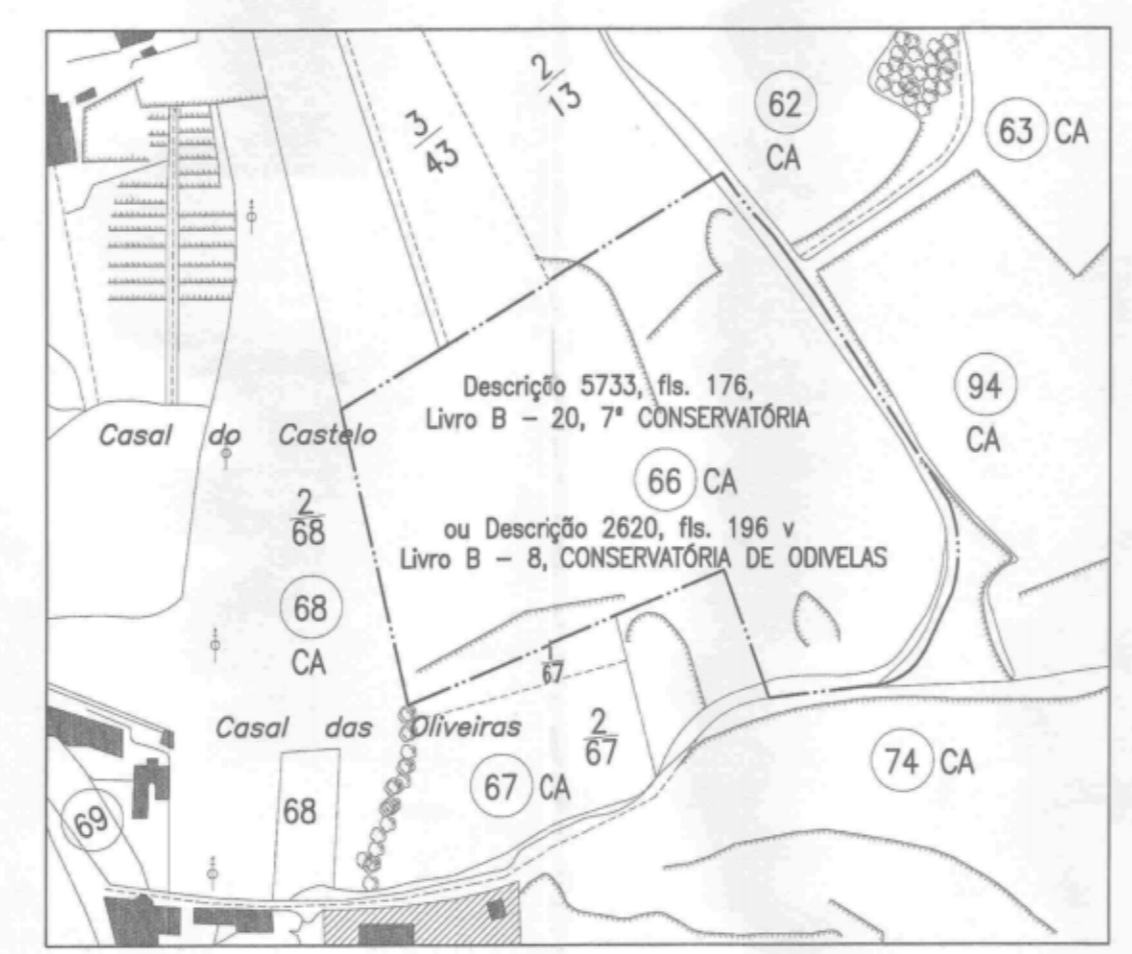 2
13
62
CA
63 CA
3
43
Descrição 5733, fls. 176,
Livro B – 20, 7ª CONSERVATÓRIA
94
CA
Casal do Castelo
66 CA
2
68
ou Descrição 2620, fls. 196 v
Livro B – 8, CONSERVATÓRIA DE ODIVELAS
68
CA
1
67
Casal das Oliveiras
2
67
74 CA
67 CA
68
69